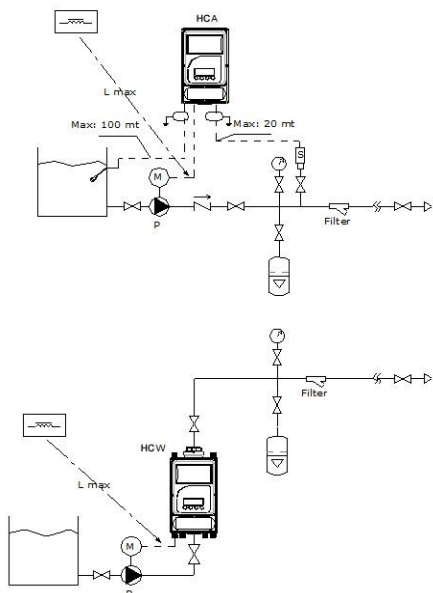 HCA
L max
Max: 100 mt
Max: 20 mt
S
M
P
Filter
Filter
HCW
L max
M